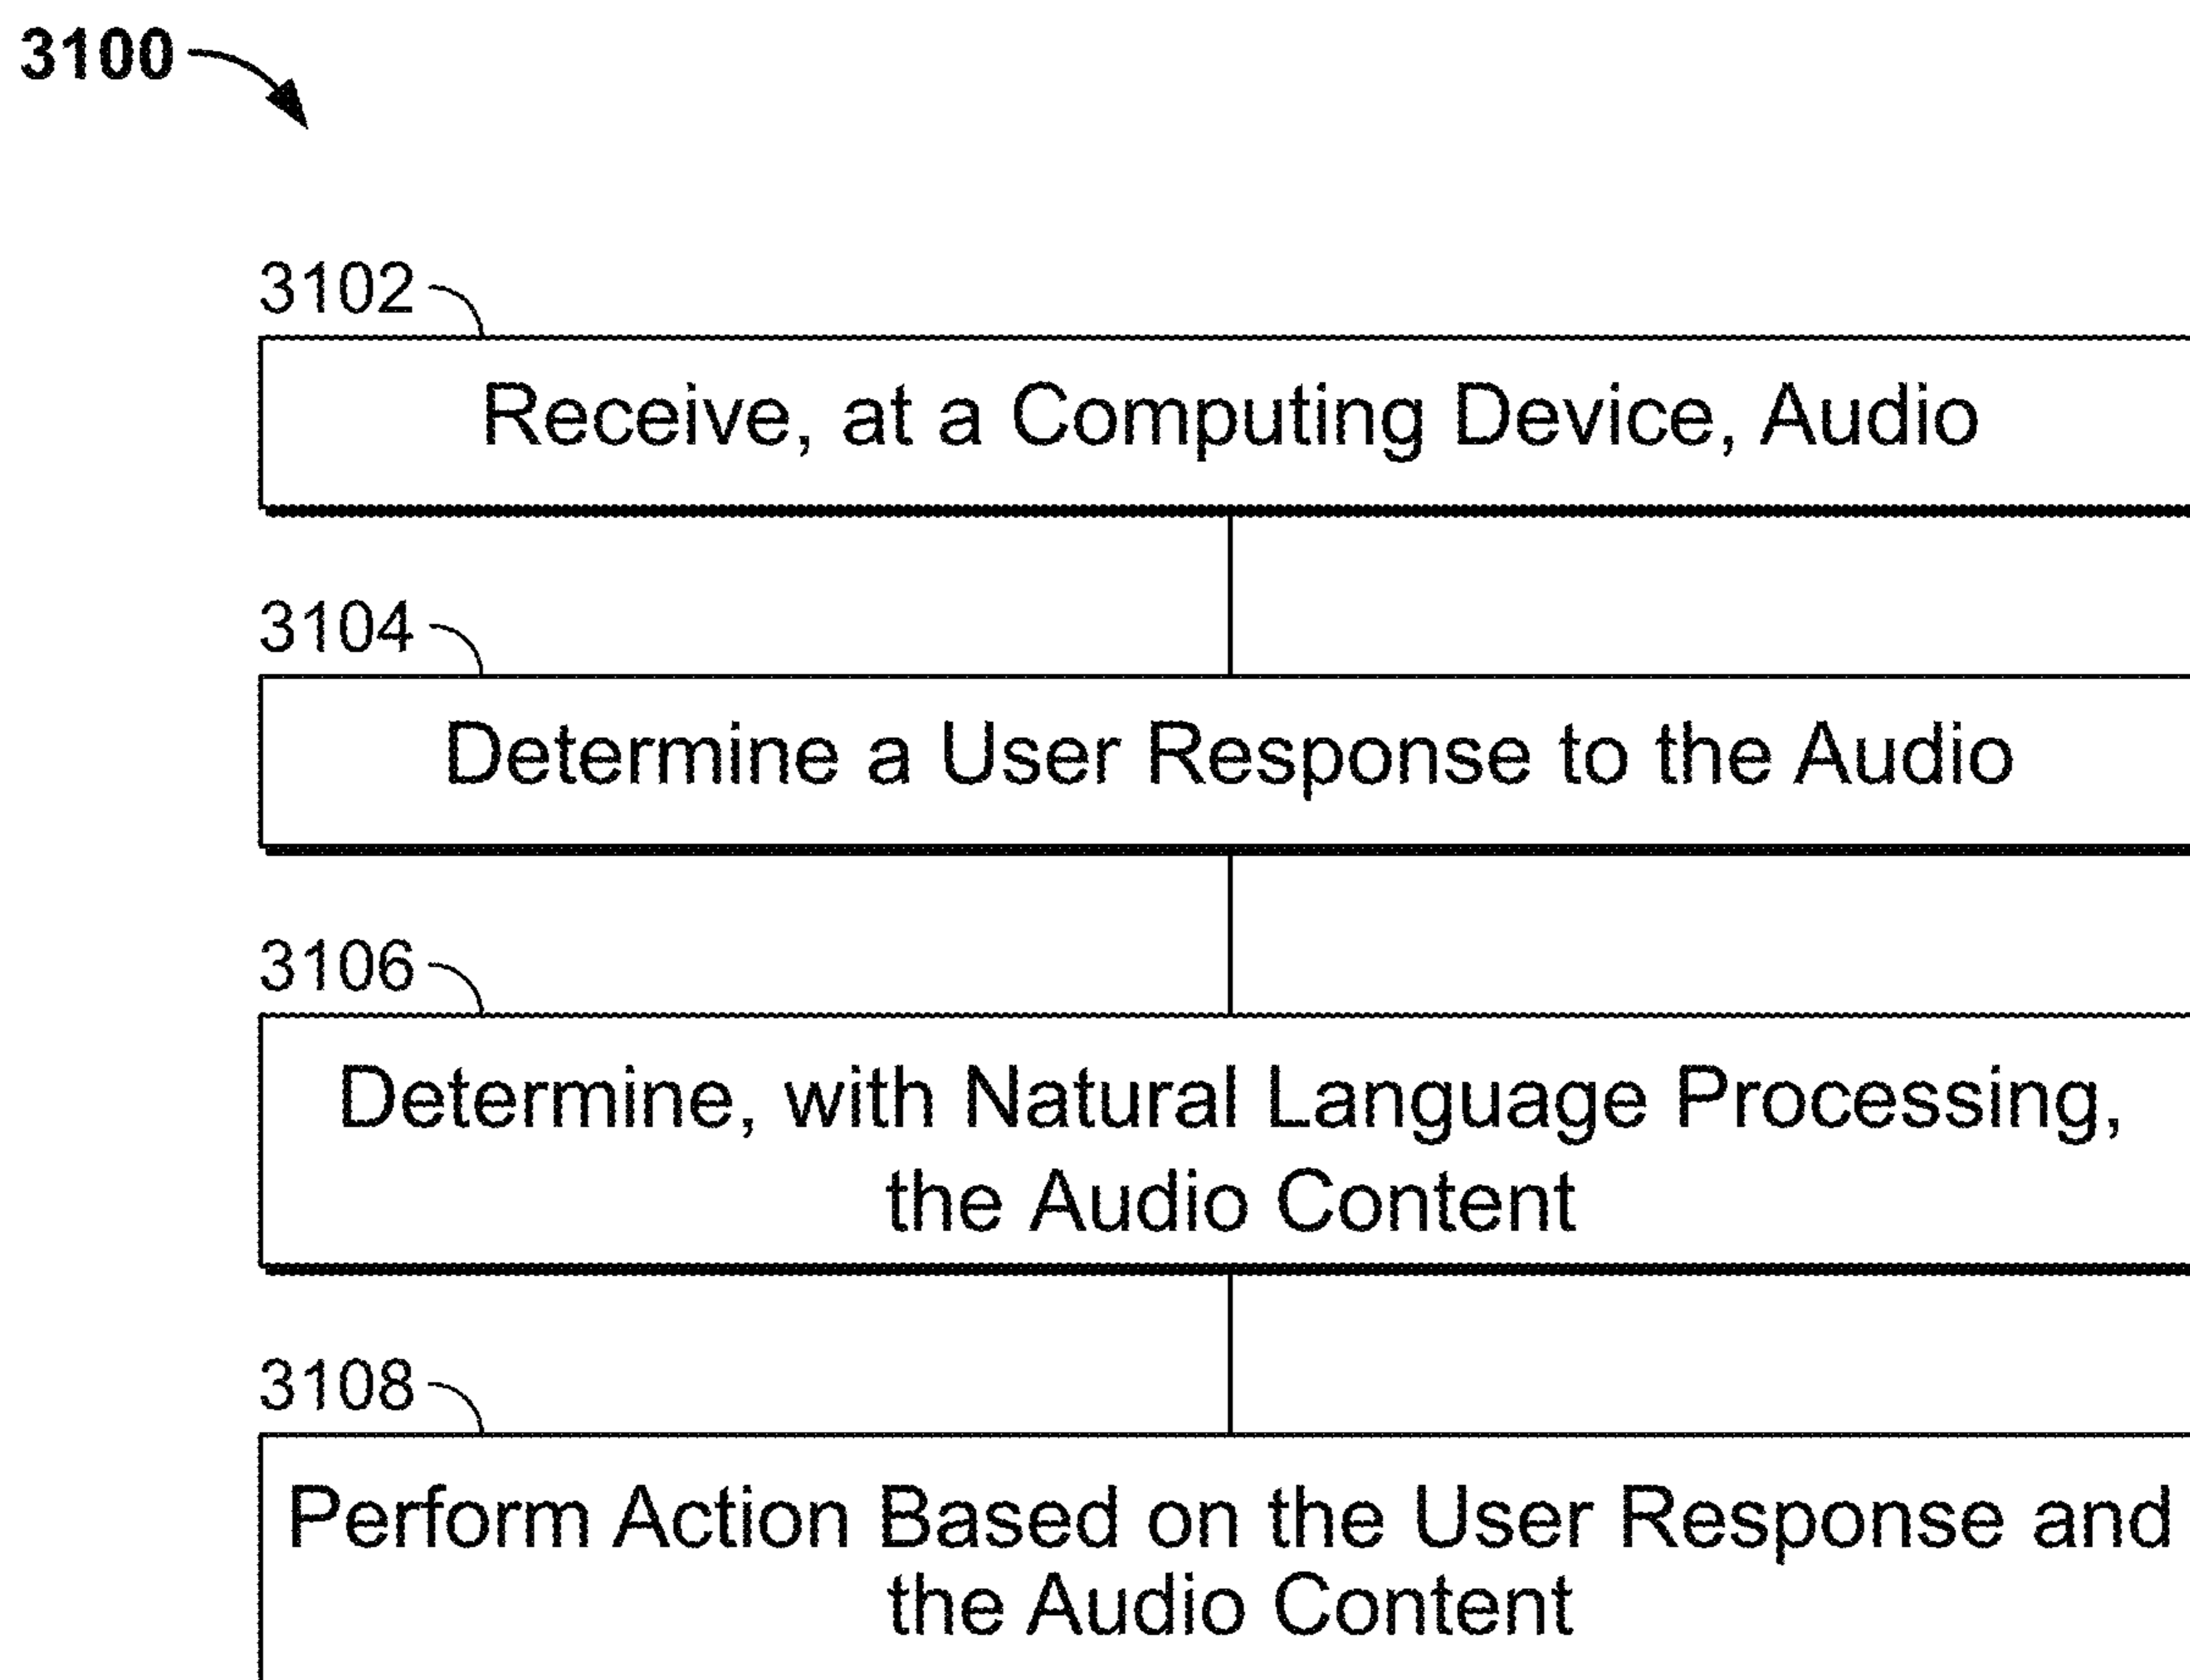 3100
3102
Receive, at a Computing Device, Audio
3104
Determine a User Response to the Audio
3106
Determine, with Natural Language Processing,
the Audio Content
3108
Perform Action Based on the User Response and
the Audio Content